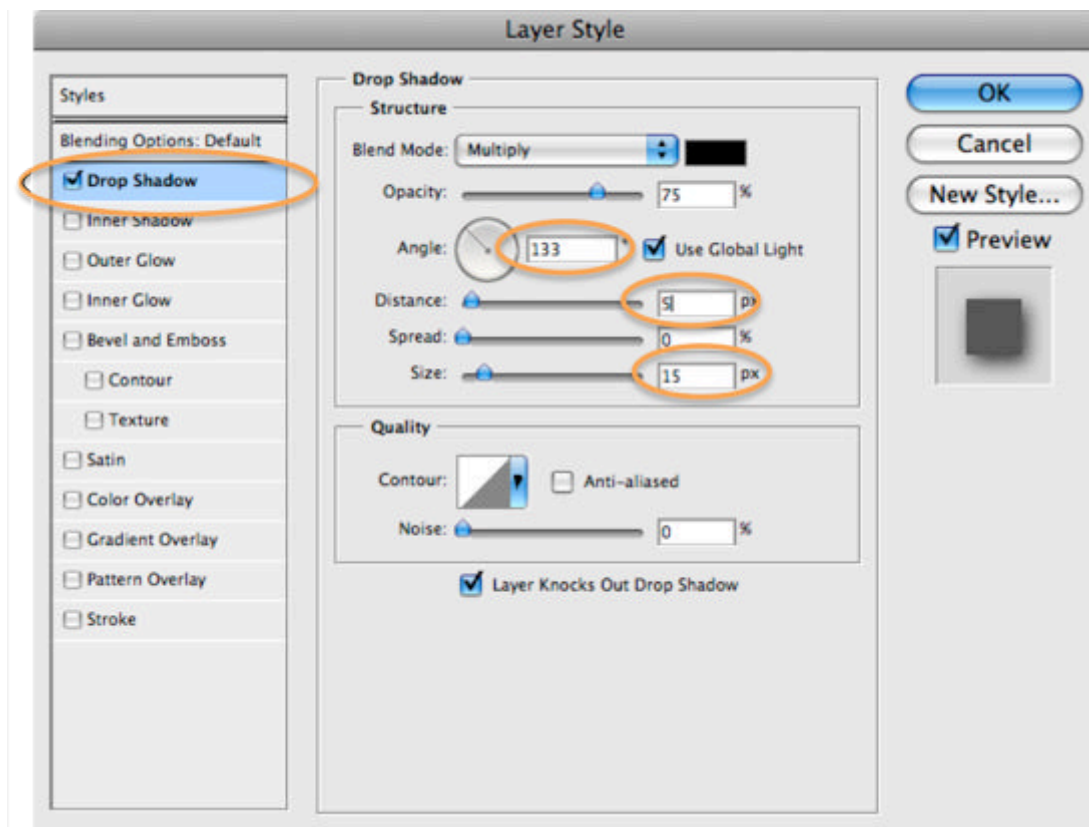 Layer Style
Styles
Blending Options: Default
Drop Shadow
Inner Shadow
Outer Glow
Inner Glow
Bevel and Emboss
Contour
Texture
Satin
Color Overlay
Gradient Overlay
Pattern Overlay
Stroke
Drop Shadow
Structure
Blend Mode: Multiply
Opacity: 75 %
Angle: 133 ° Use Global Light
Distance: 5 px
Spread: 0 %
Size: 15 px
Quality
Contour: Anti-aliased
Noise: 0 %
Layer Knocks Out Drop Shadow
OK
Cancel
New Style...
Preview